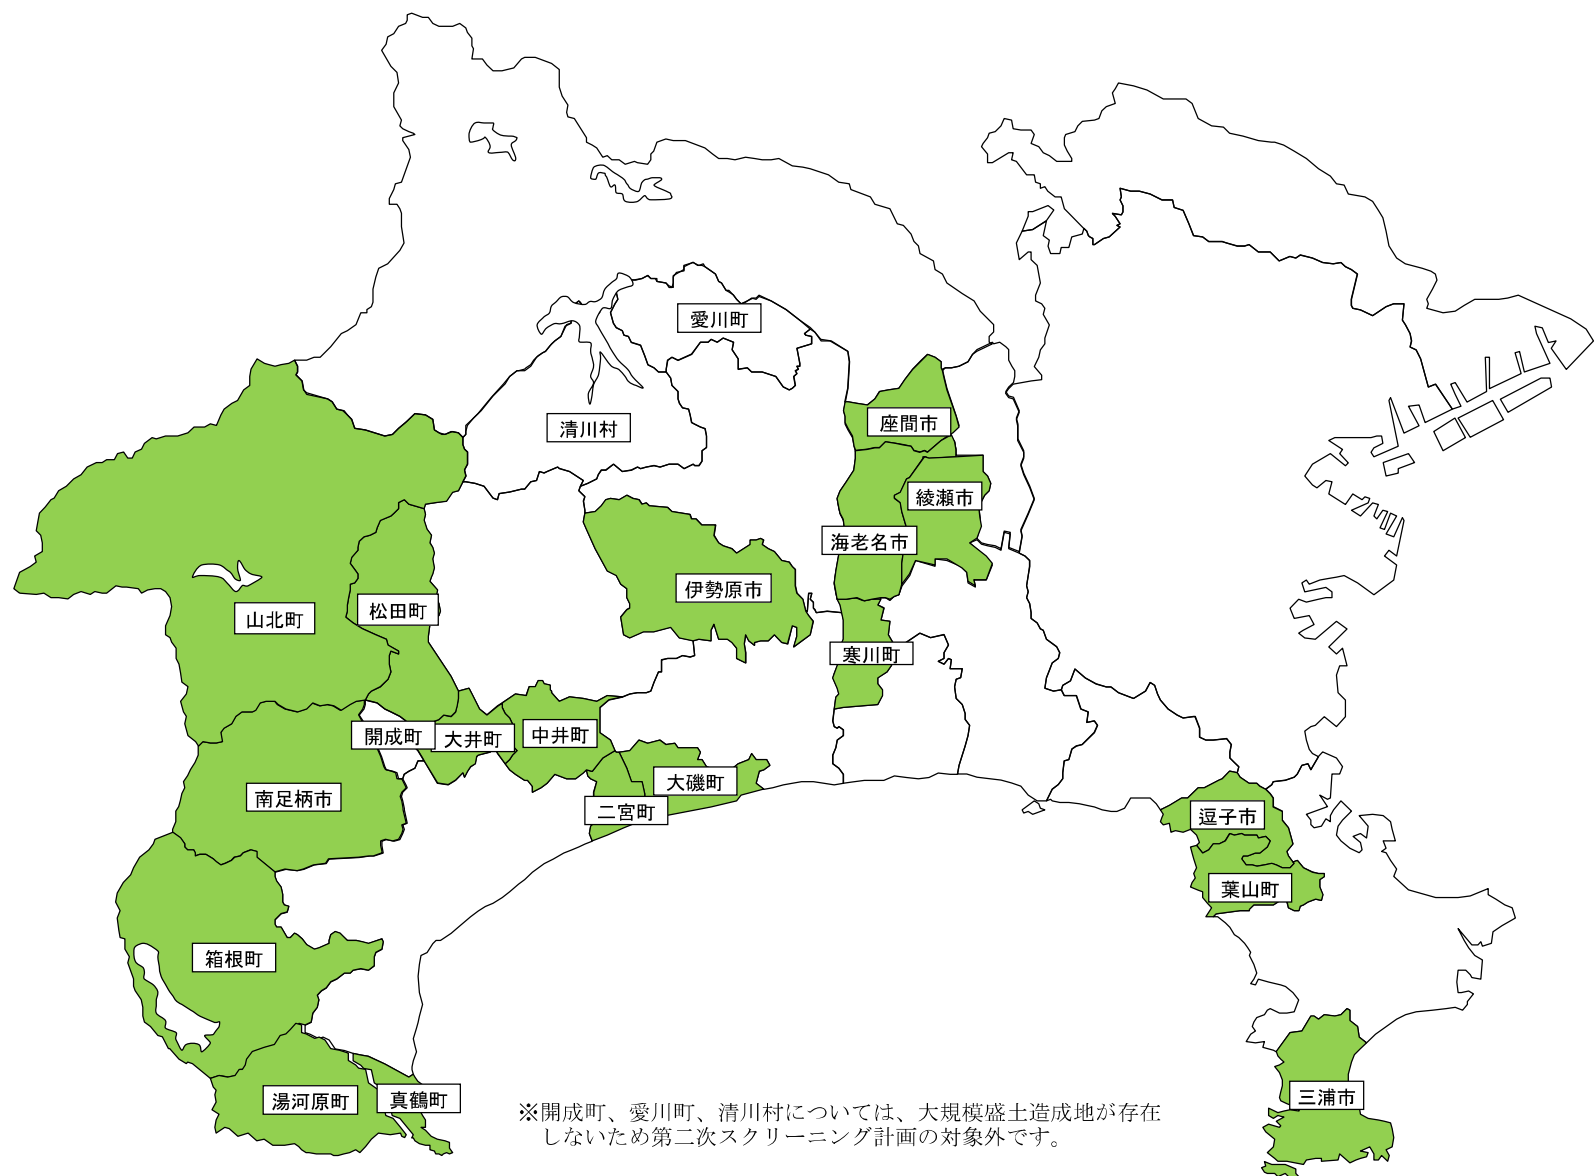 愛川町
座間市
清川村
綾瀬市
海老名市
伊勢原市
松田町
山北町
寒川町
開成町
大井町
中井町
大磯町
南足柄市
二宮町
逗子市
葉山町
箱根町
湯河原町
真鶴町
三浦市
※開成町、愛川町、清川村については、大規模盛土造成地が存在
しないため第二次スクリーニング計画の対象外です。